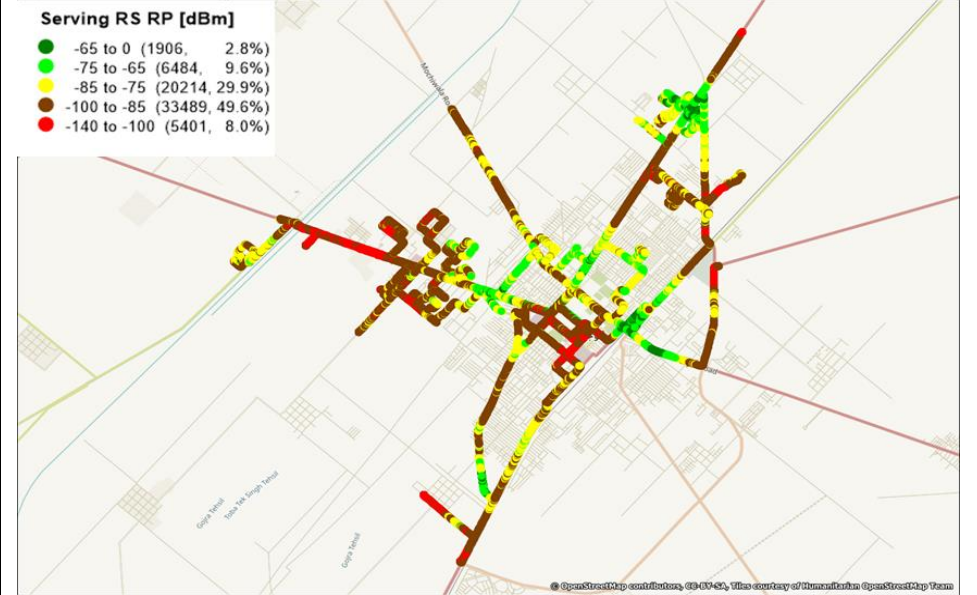 Serving RS RP [dBm]
-65 to 0 (1906, 2.8%)
-75 to -65 (6484, 9.6%)
-85 to -75 (20214, 29.9%)
-100 to -85 (33489, 49.6%)
-140 to -100 (5401, 8.0%)
Mochiwala Ro
Gojra Tehsil
Toba Tek Singh Tehsil
Gojra Tehsil
© OpenStreetMap contributors, CC-BY-SA, Tiles courtesy of Humanitarian OpenStreetMap Team